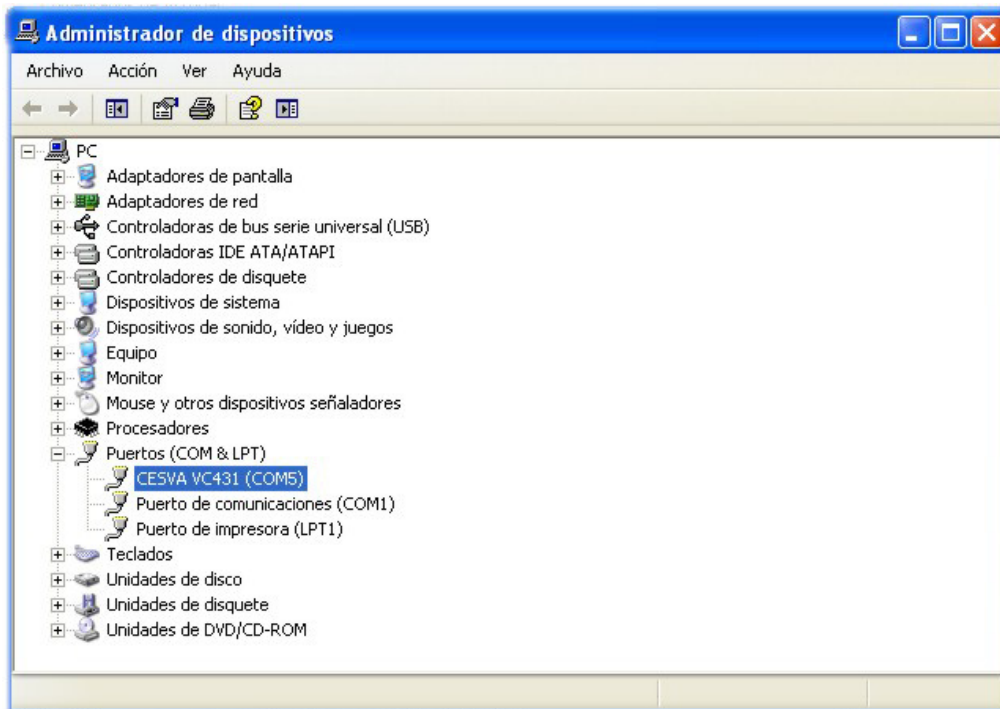 Administrador de dispositivos
Archivo Acción Ver Ayuda
PC
Adaptadores de pantalla
Adaptadores de red
Controladoras de bus serie universal (USB)
Controladoras IDE ATA/ATAPI
Controladores de disquete
Dispositivos de sistema
Dispositivos de sonido, vídeo y juegos
Equipo
Monitor
Mouse y otros dispositivos señaladores
Procesadores
Puertos (COM & LPT)
CESVA VC431 (COM5)
Puerto de comunicaciones (COM1)
Puerto de impresora (LPT1)
Teclados
Unidades de disco
Unidades de disquete
Unidades de DVD/CD-ROM